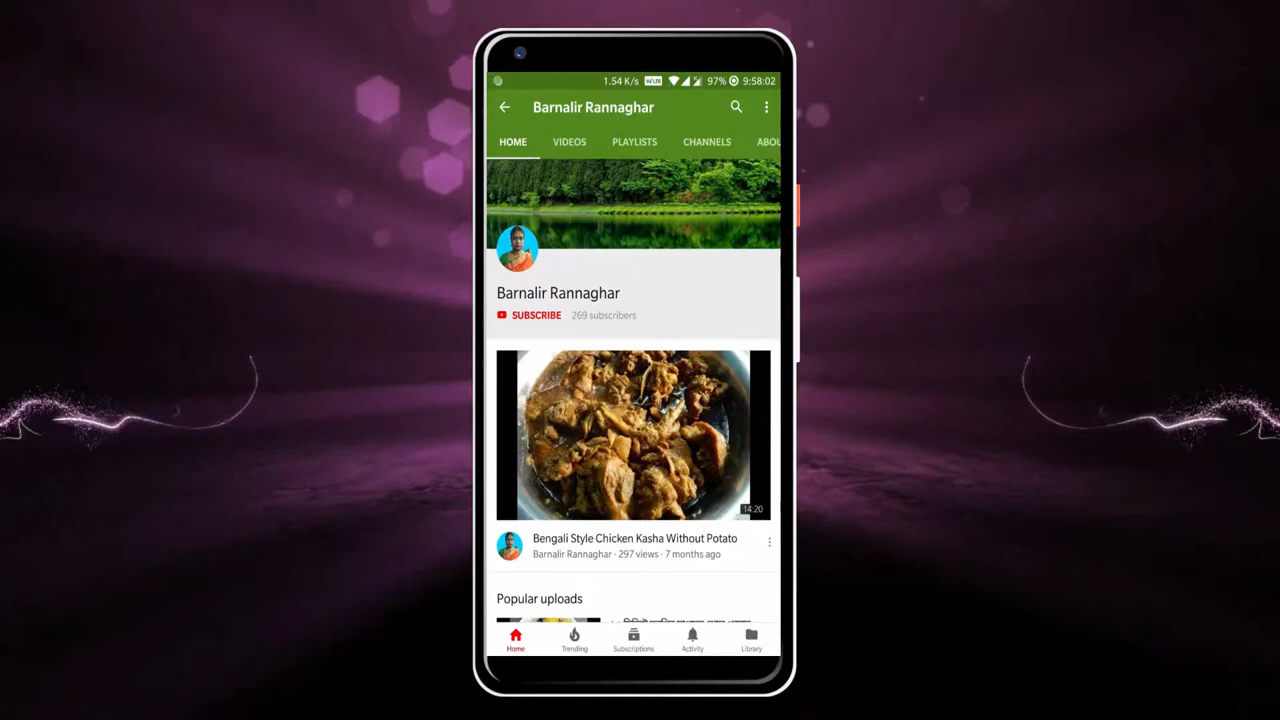 1.54 K/s VoLTE 97% 9:58:02
Barnalir Rannaghar
HOME VIDEOS PLAYLISTS CHANNELS ABOU
Barnalir Rannaghar
SUBSCRIBE 269 subscribers
14:20
Bengali Style Chicken Kasha Without Potato
Barnalir Rannaghar · 297 views · 7 months ago
Popular uploads
Home Trending Subscriptions Activity Library